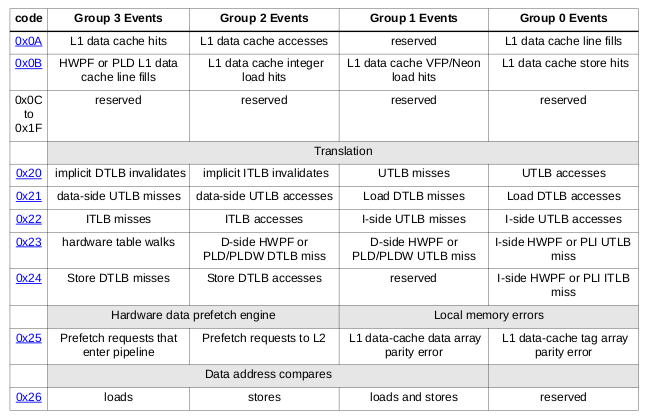 code Group 3 Events Group 2 Events Group 1 Events Group 0 Events
0x0A L1 data cache hits L1 data cache accesses reserved L1 data cache line fills
0x0B HWPF or PLD L1 data L1 data cache integer L1 data cache VFP/Neon L1 data cache store hits
cache line fills load hits load hits
0x0C reserved reserved reserved reserved
to
0x1F
Translation
0x20 implicit DTLB invalidates implicit ITLB invalidates UTLB misses UTLB accesses
0x21 data-side UTLB misses data-side UTLB accesses Load DTLB misses Load DTLB accesses
0x22 ITLB misses ITLB accesses I-side UTLB misses I-side UTLB accesses
0x23 hardware table walks D-side HWPF or D-side HWPF or I-side HWPF or PLI UTLB
PLD/PLDW DTLB miss PLD/PLDW UTLB miss miss
0x24 Store DTLB misses Store DTLB accesses reserved I-side HWPF or PLI ITLB
miss
Hardware data prefetch engine Local memory errors
0x25 Prefetch requests that Prefetch requests to L2 L1 data-cache data array L1 data-cache tag array
enter pipeline parity error parity error
Data address compares
0x26 loads stores loads and stores reserved